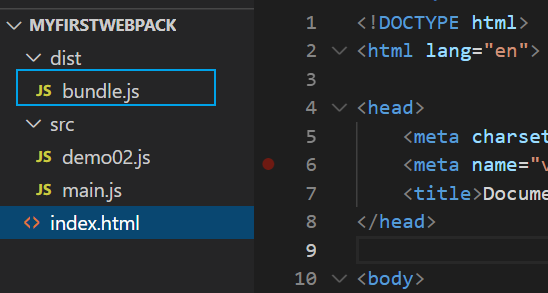 MYFIRSTWEBPACK
dist
JS bundle.js
src
JS demo02.js
JS main.js
<> index.html
1 <!DOCTYPE html>
2 <html lang="en">
3
4 <head>
5 <meta charset
6 <meta name="v
7 <title>Docume
8 </head>
9
10 <body>